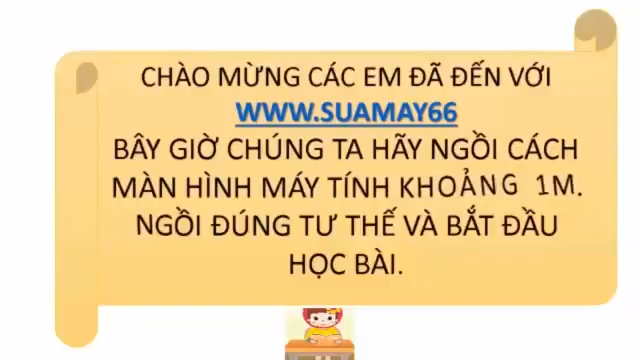 CHÀO MỪNG CÁC EM ĐÃ ĐẾN VỚI
WWW.SUAMAY66
BÂY GIỜ CHÚNG TA HÃY NGỒI CÁCH
MÀN HÌNH MÁY TÍNH KHOẢNG 1M.
NGỒI ĐÚNG TƯ THẾ VÀ BẮT ĐẦU
HỌC BÀI.